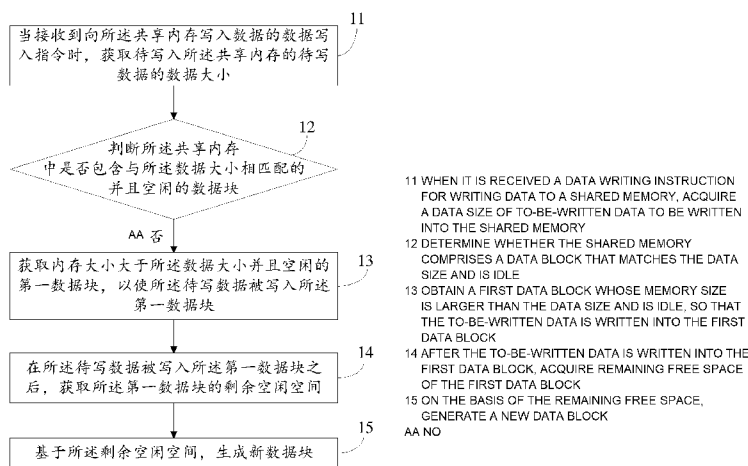 11
当接收到向所述共享内存写入数据的数据写
入指令时，获取待写入所述共享内存的待写
数据的数据大小
12
判断所述共享内存
中是否包含与所述数据大小相匹配的
并且空闲的数据块
AA 否
13
获取内存大小大于所述数据大小并且空闲的
第一数据块，以使所述待写数据被写入所述
第一数据块
14
在所述待写数据被写入所述第一数据块之
后，获取所述第一数据块的剩余空闲空间
15
基于所述剩余空闲空间，生成新数据块
11 WHEN IT IS RECEIVED A DATA WRITING INSTRUCTION
FOR WRITING DATA TO A SHARED MEMORY, ACQUIRE
A DATA SIZE OF TO-BE-WRITTEN DATA TO BE WRITTEN
INTO THE SHARED MEMORY
12 DETERMINE WHETHER THE SHARED MEMORY
COMPRISES A DATA BLOCK THAT MATCHES THE DATA
SIZE AND IS IDLE
13 OBTAIN A FIRST DATA BLOCK WHOSE MEMORY SIZE
IS LARGER THAN THE DATA SIZE AND IS IDLE, SO THAT
THE TO-BE-WRITTEN DATA IS WRITTEN INTO THE FIRST
DATA BLOCK
14 AFTER THE TO-BE-WRITTEN DATA IS WRITTEN INTO THE
FIRST DATA BLOCK, ACQUIRE REMAINING FREE SPACE
OF THE FIRST DATA BLOCK
15 ON THE BASIS OF THE REMAINING FREE SPACE,
GENERATE A NEW DATA BLOCK
AA NO